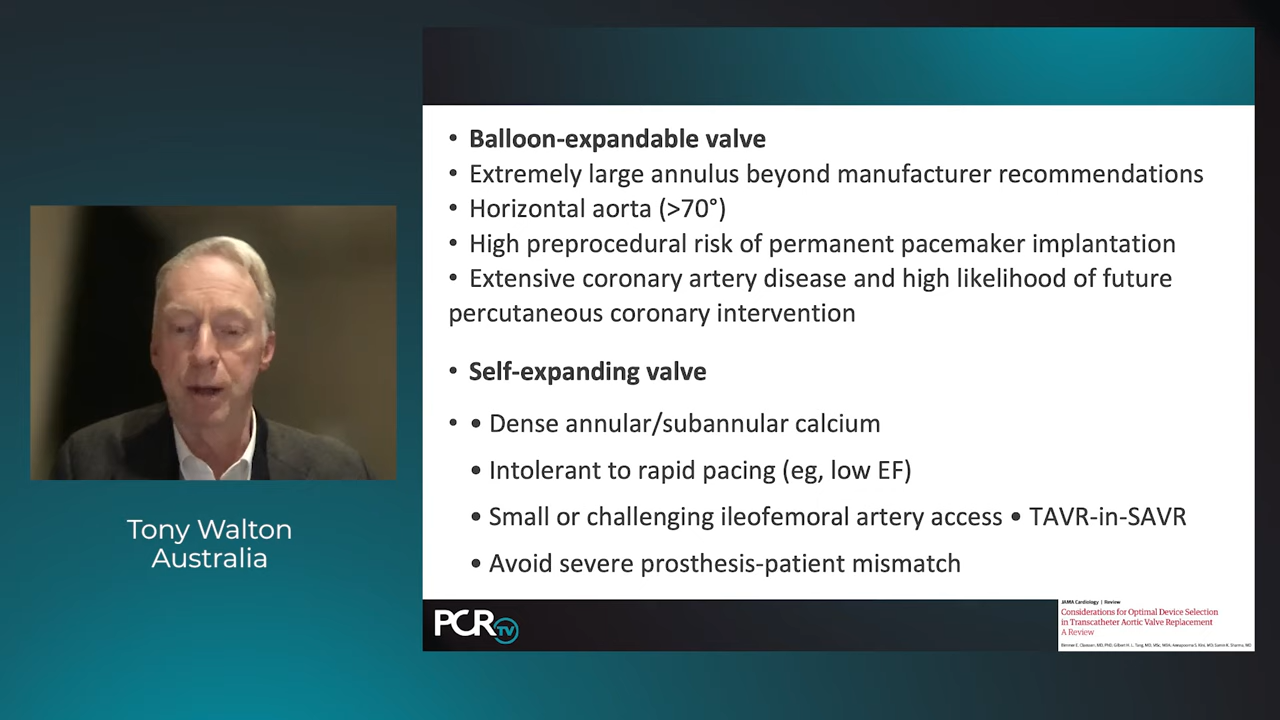 • Balloon-expandable valve
• Extremely large annulus beyond manufacturer recommendations
• Horizontal aorta (>70°)
• High preprocedural risk of permanent pacemaker implantation
• Extensive coronary artery disease and high likelihood of future
percutaneous coronary intervention
• Self-expanding valve
• • Dense annular/subannular calcium
• Intolerant to rapid pacing (eg, low EF)
• Small or challenging ileofemoral artery access • TAVR-in-SAVR
• Avoid severe prosthesis-patient mismatch
Tony Walton
Australia
PCR TV
JAMA Cardiology | Review
Considerations for Optimal Device Selection
in Transcatheter Aortic Valve Replacement
A Review